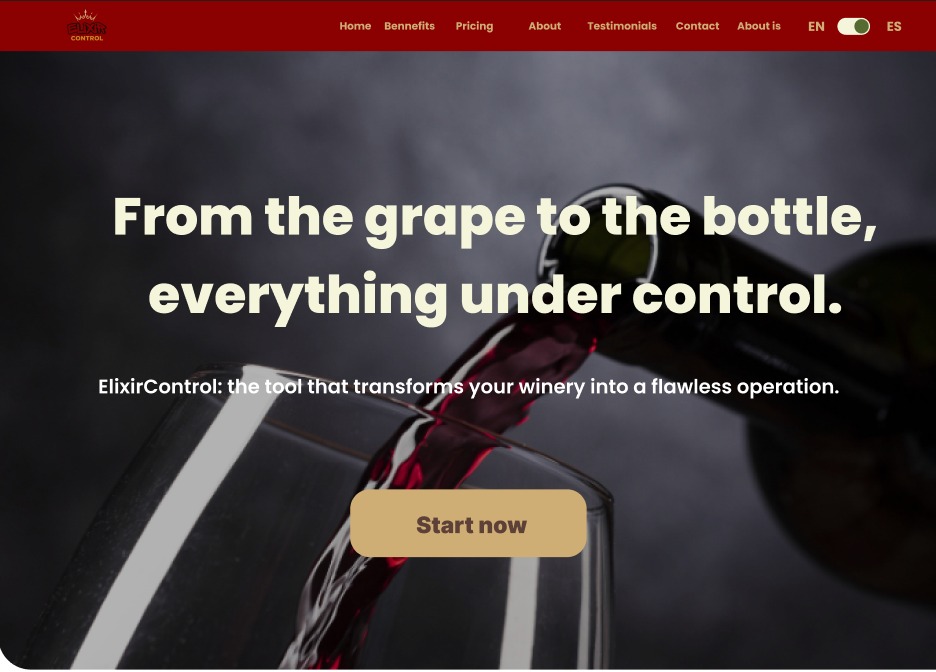 ELIXIR
CONTROL
Home Bennefits Pricing About Testimonials Contact About is EN ES
From the grape to the bottle,
everything under control.
ElixirControl: the tool that transforms your winery into a flawless operation.
Start now